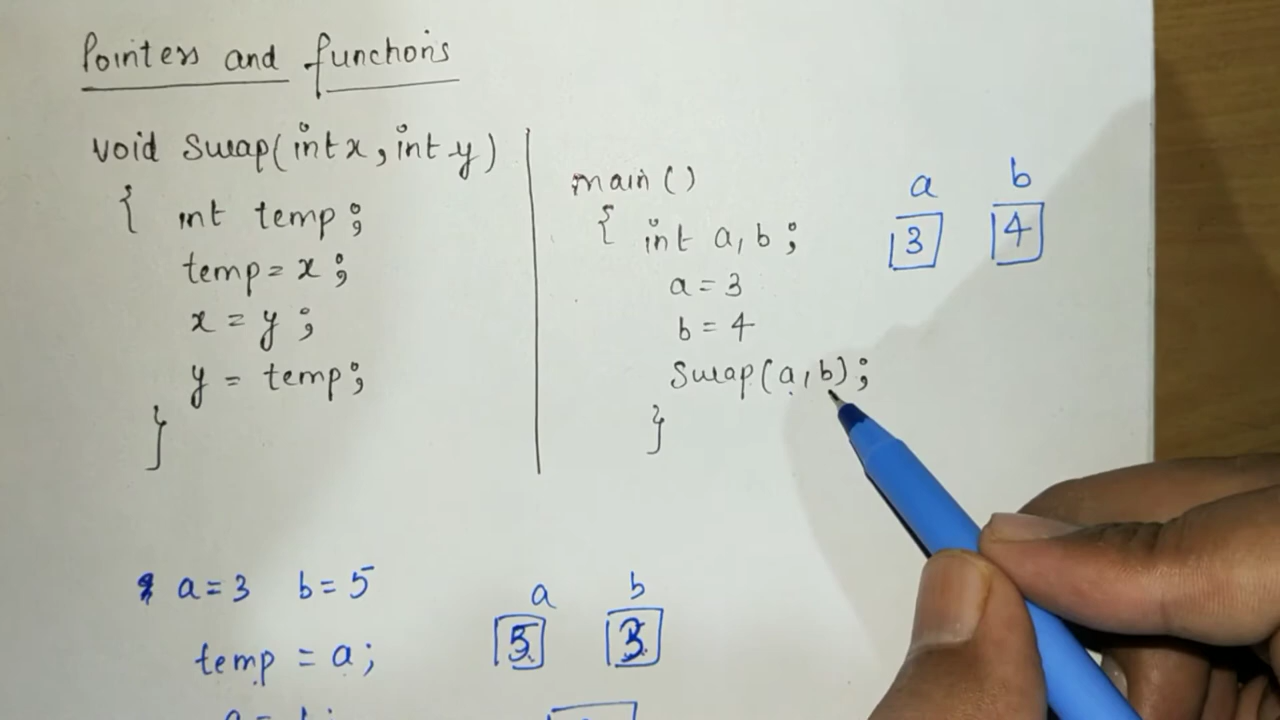 Pointers and functions
void Swap(int x, int y)
{ int temp;
temp = x;
x = y;
y = temp;
}
main()
{ int a, b;
a = 3
b = 4
Swap(a, b);
}
a b
3 4
a = 3 b = 5
temp = a;
a b
5 3